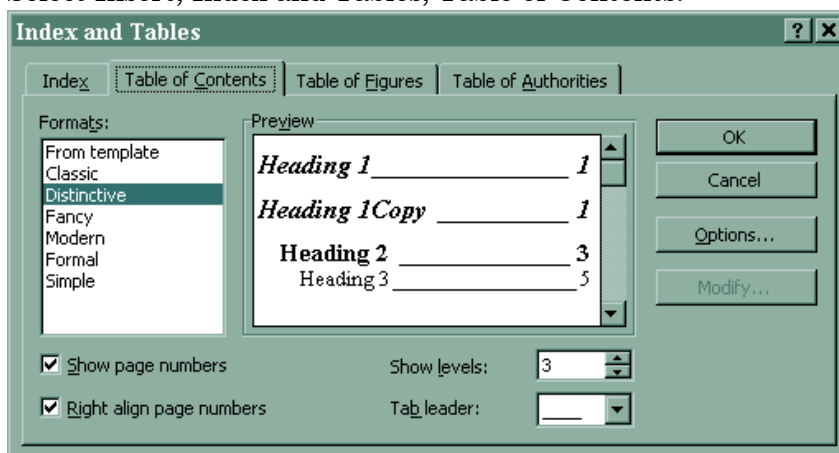 Select Insert, Index and Tables, Table of Contents.
Index and Tables
Index Table of Contents Table of Figures Table of Authorities
Formats:
From template
Classic
Distinctive
Fancy
Modern
Formal
Simple
Preview
Heading 1 1
Heading 1Copy 1
Heading 2 3
Heading 3 5
OK
Cancel
Options...
Modify...
Show page numbers
Right align page numbers
Show levels: 3
Tab leader: ____